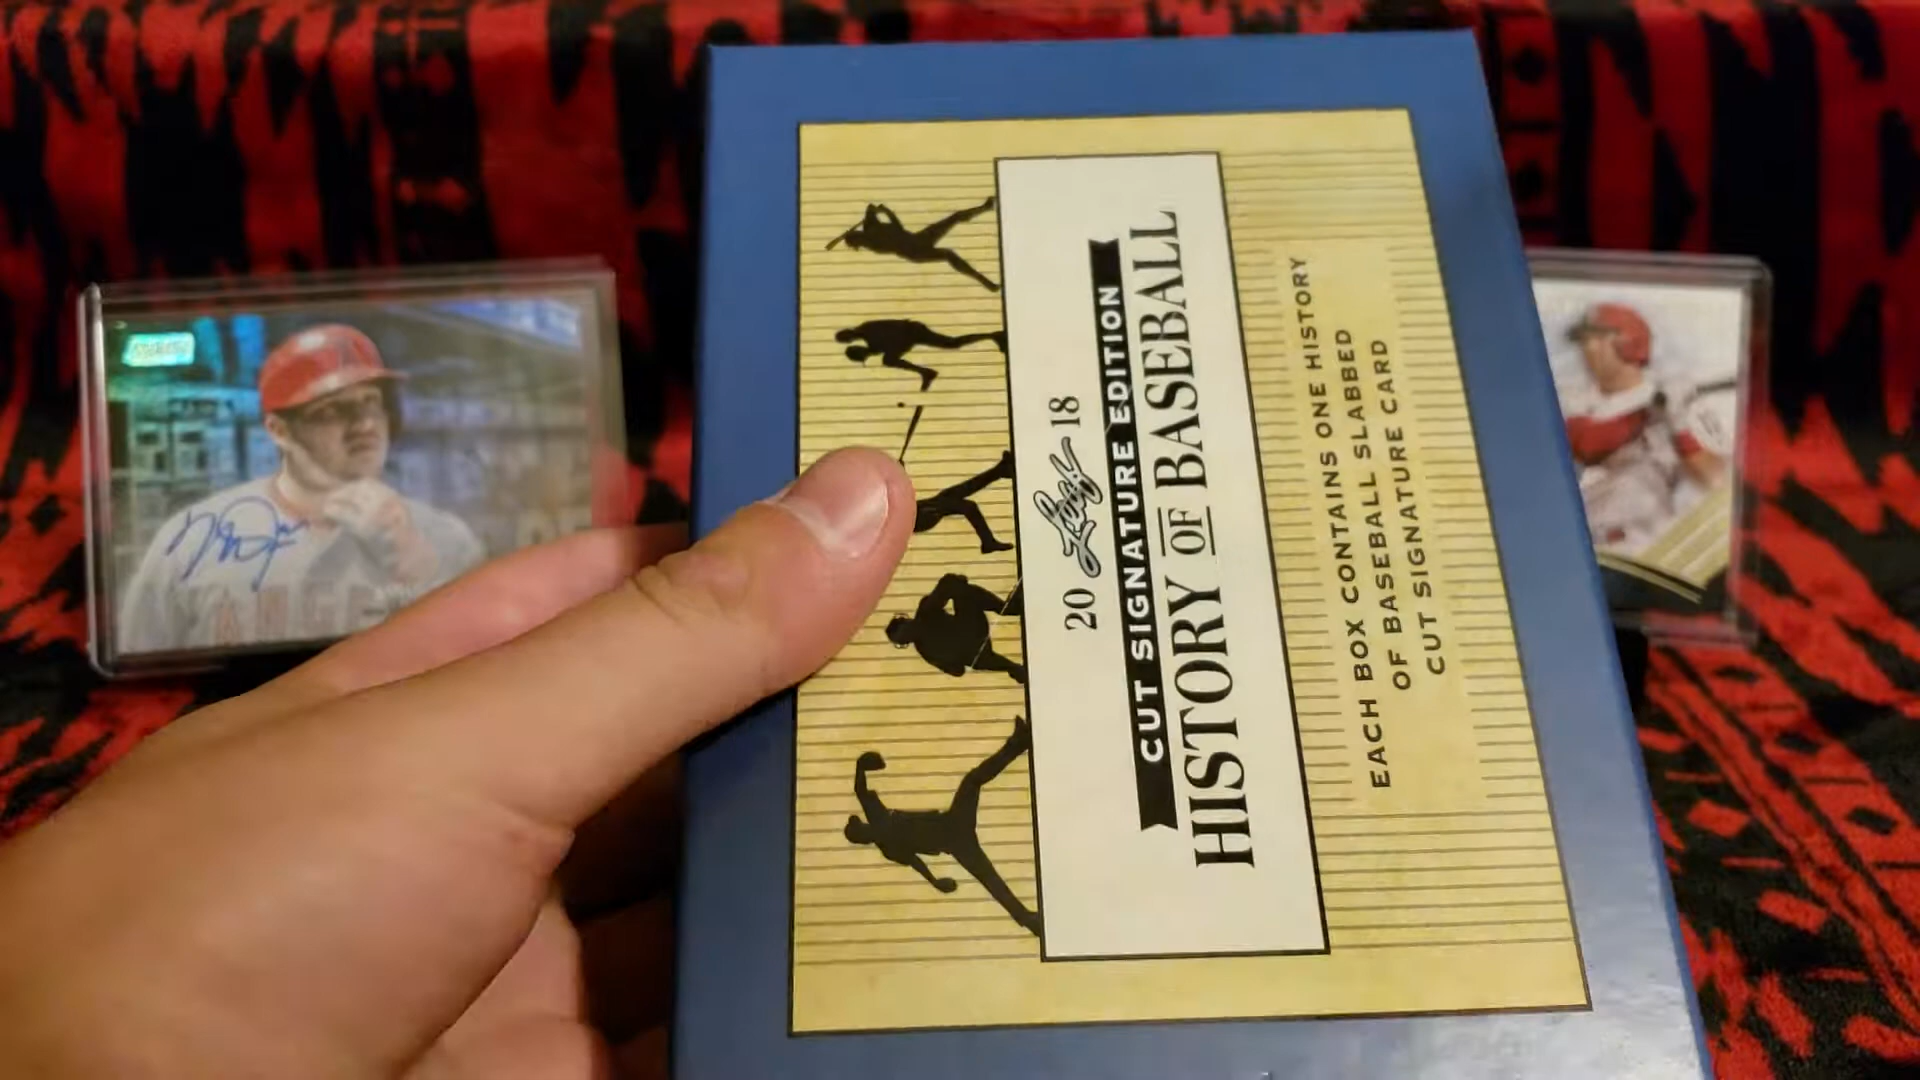 20 Leaf 18
CUT SIGNATURE EDITION
HISTORY OF BASEBALL
EACH BOX CONTAINS ONE HISTORY
OF BASEBALL SLABBED
CUT SIGNATURE CARD